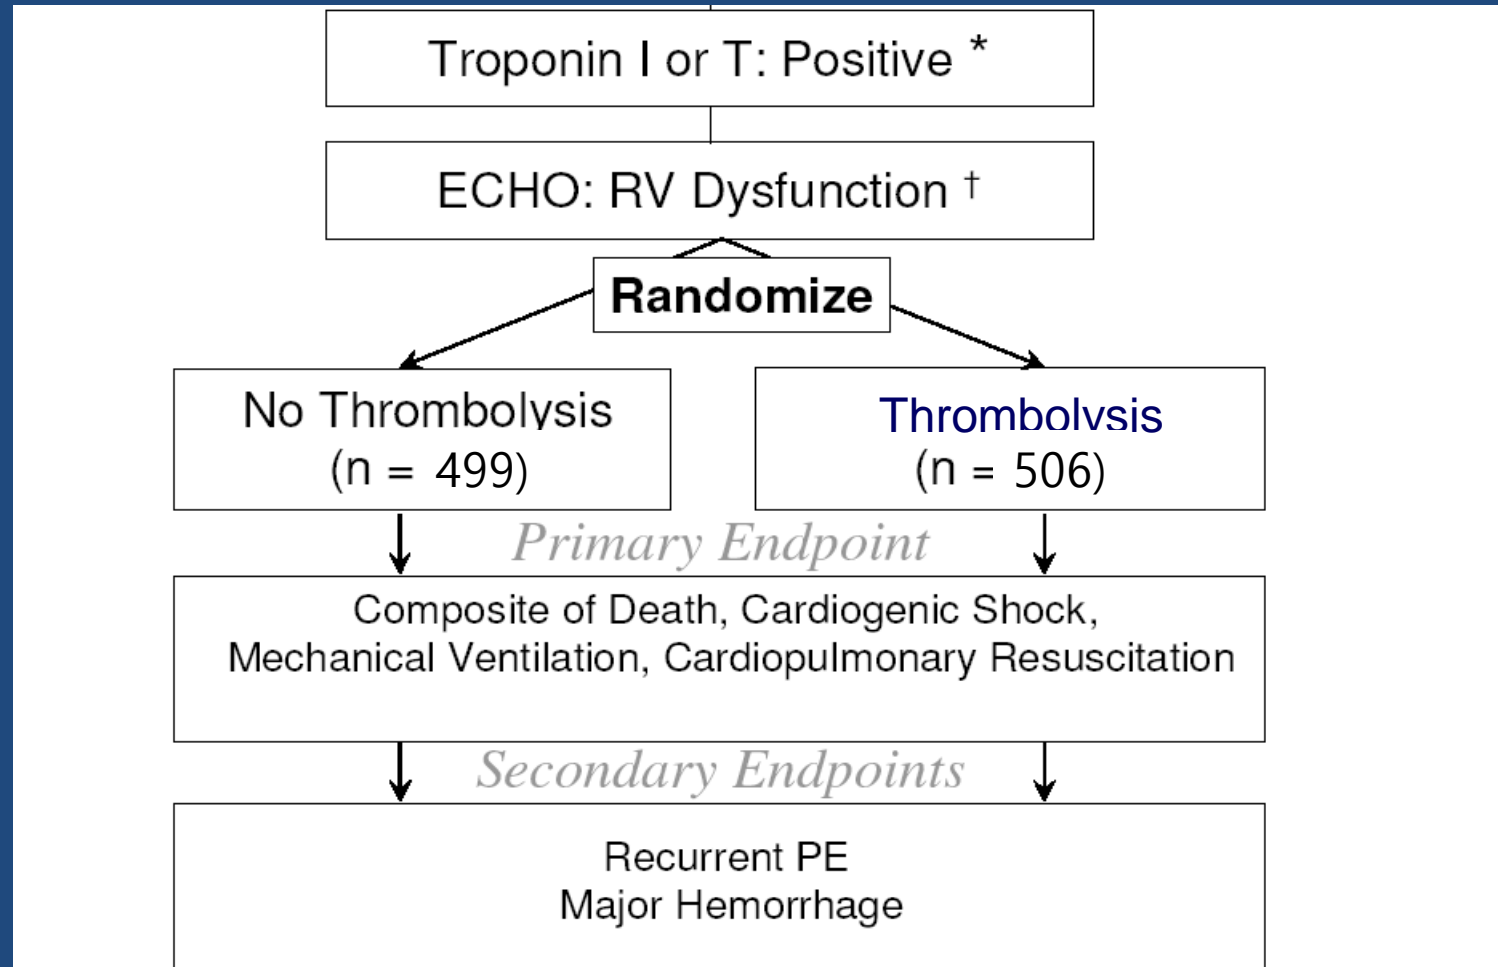 Troponin I or T: Positive *
ECHO: RV Dysfunction †
Randomize
No Thrombolysis
(n = 499)
Thrombolysis
(n = 506)
Primary Endpoint
Composite of Death, Cardiogenic Shock,
Mechanical Ventilation, Cardiopulmonary Resuscitation
Secondary Endpoints
Recurrent PE
Major Hemorrhage